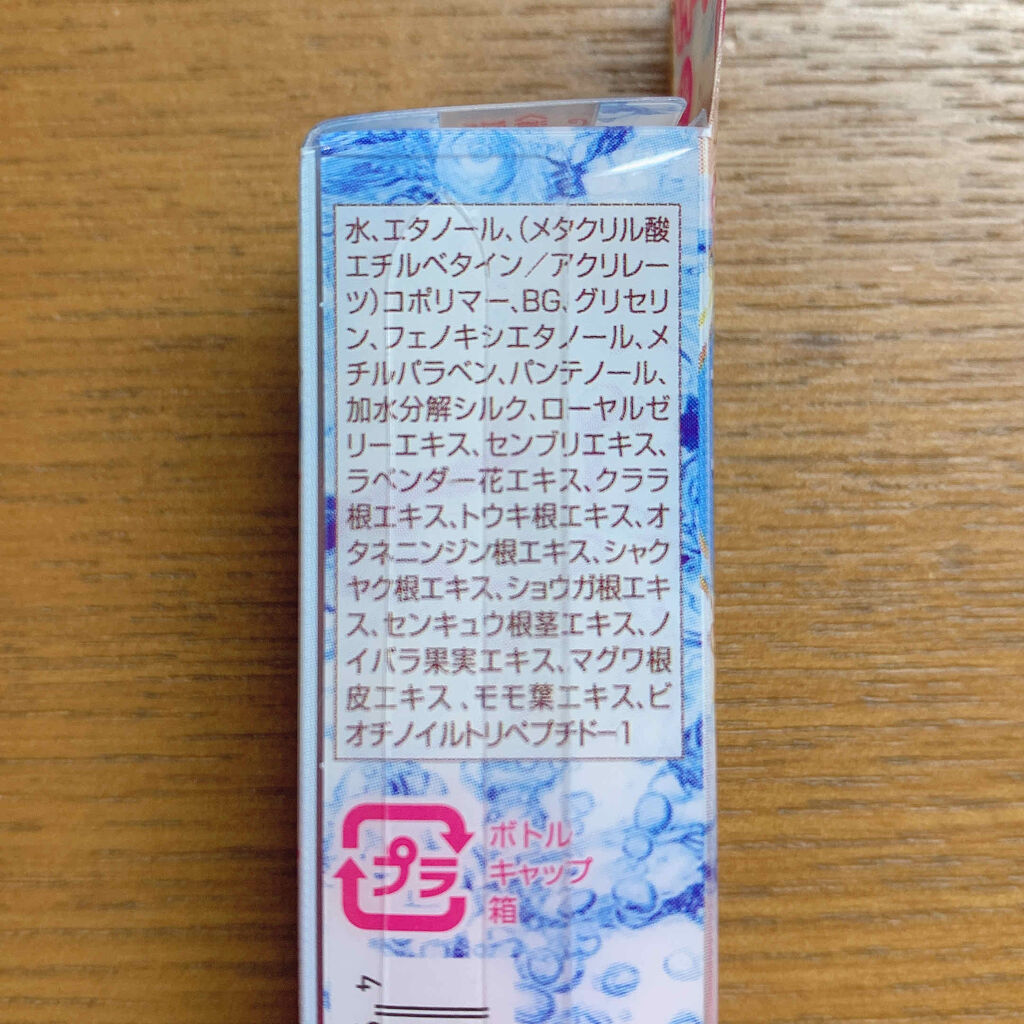 水、エタノール、(メタクリル酸
エチルベタイン/アクリレー
ツ)コポリマー、BG、グリセリ
ン、フェノキシエタノール、メ
チルパラベン、パンテノール、
加水分解シルク、ローヤルゼ
リーエキス、センブリエキス、
ラベンダー花エキス、クララ
根エキス、トウキ根エキス、オ
タネニンジン根エキス、シャク
ヤク根エキス、ショウガ根エキ
ス、センキュウ根茎エキス、ノ
イバラ果実エキス、マグワ根
皮エキス、モモ葉エキス、ビ
オチノイルトリペプチド-1
プラ
ボトル
キャップ
箱
4